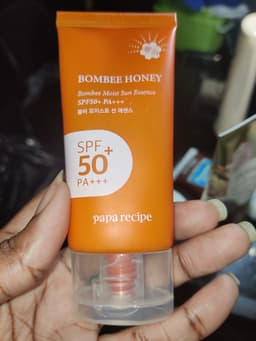 BOMBEE HONEY
Bombee Moist Sun Essence
SPF50+ PA+++
봄비 모이스트 선 에센스
SPF
50+
PA+++
papa recipe